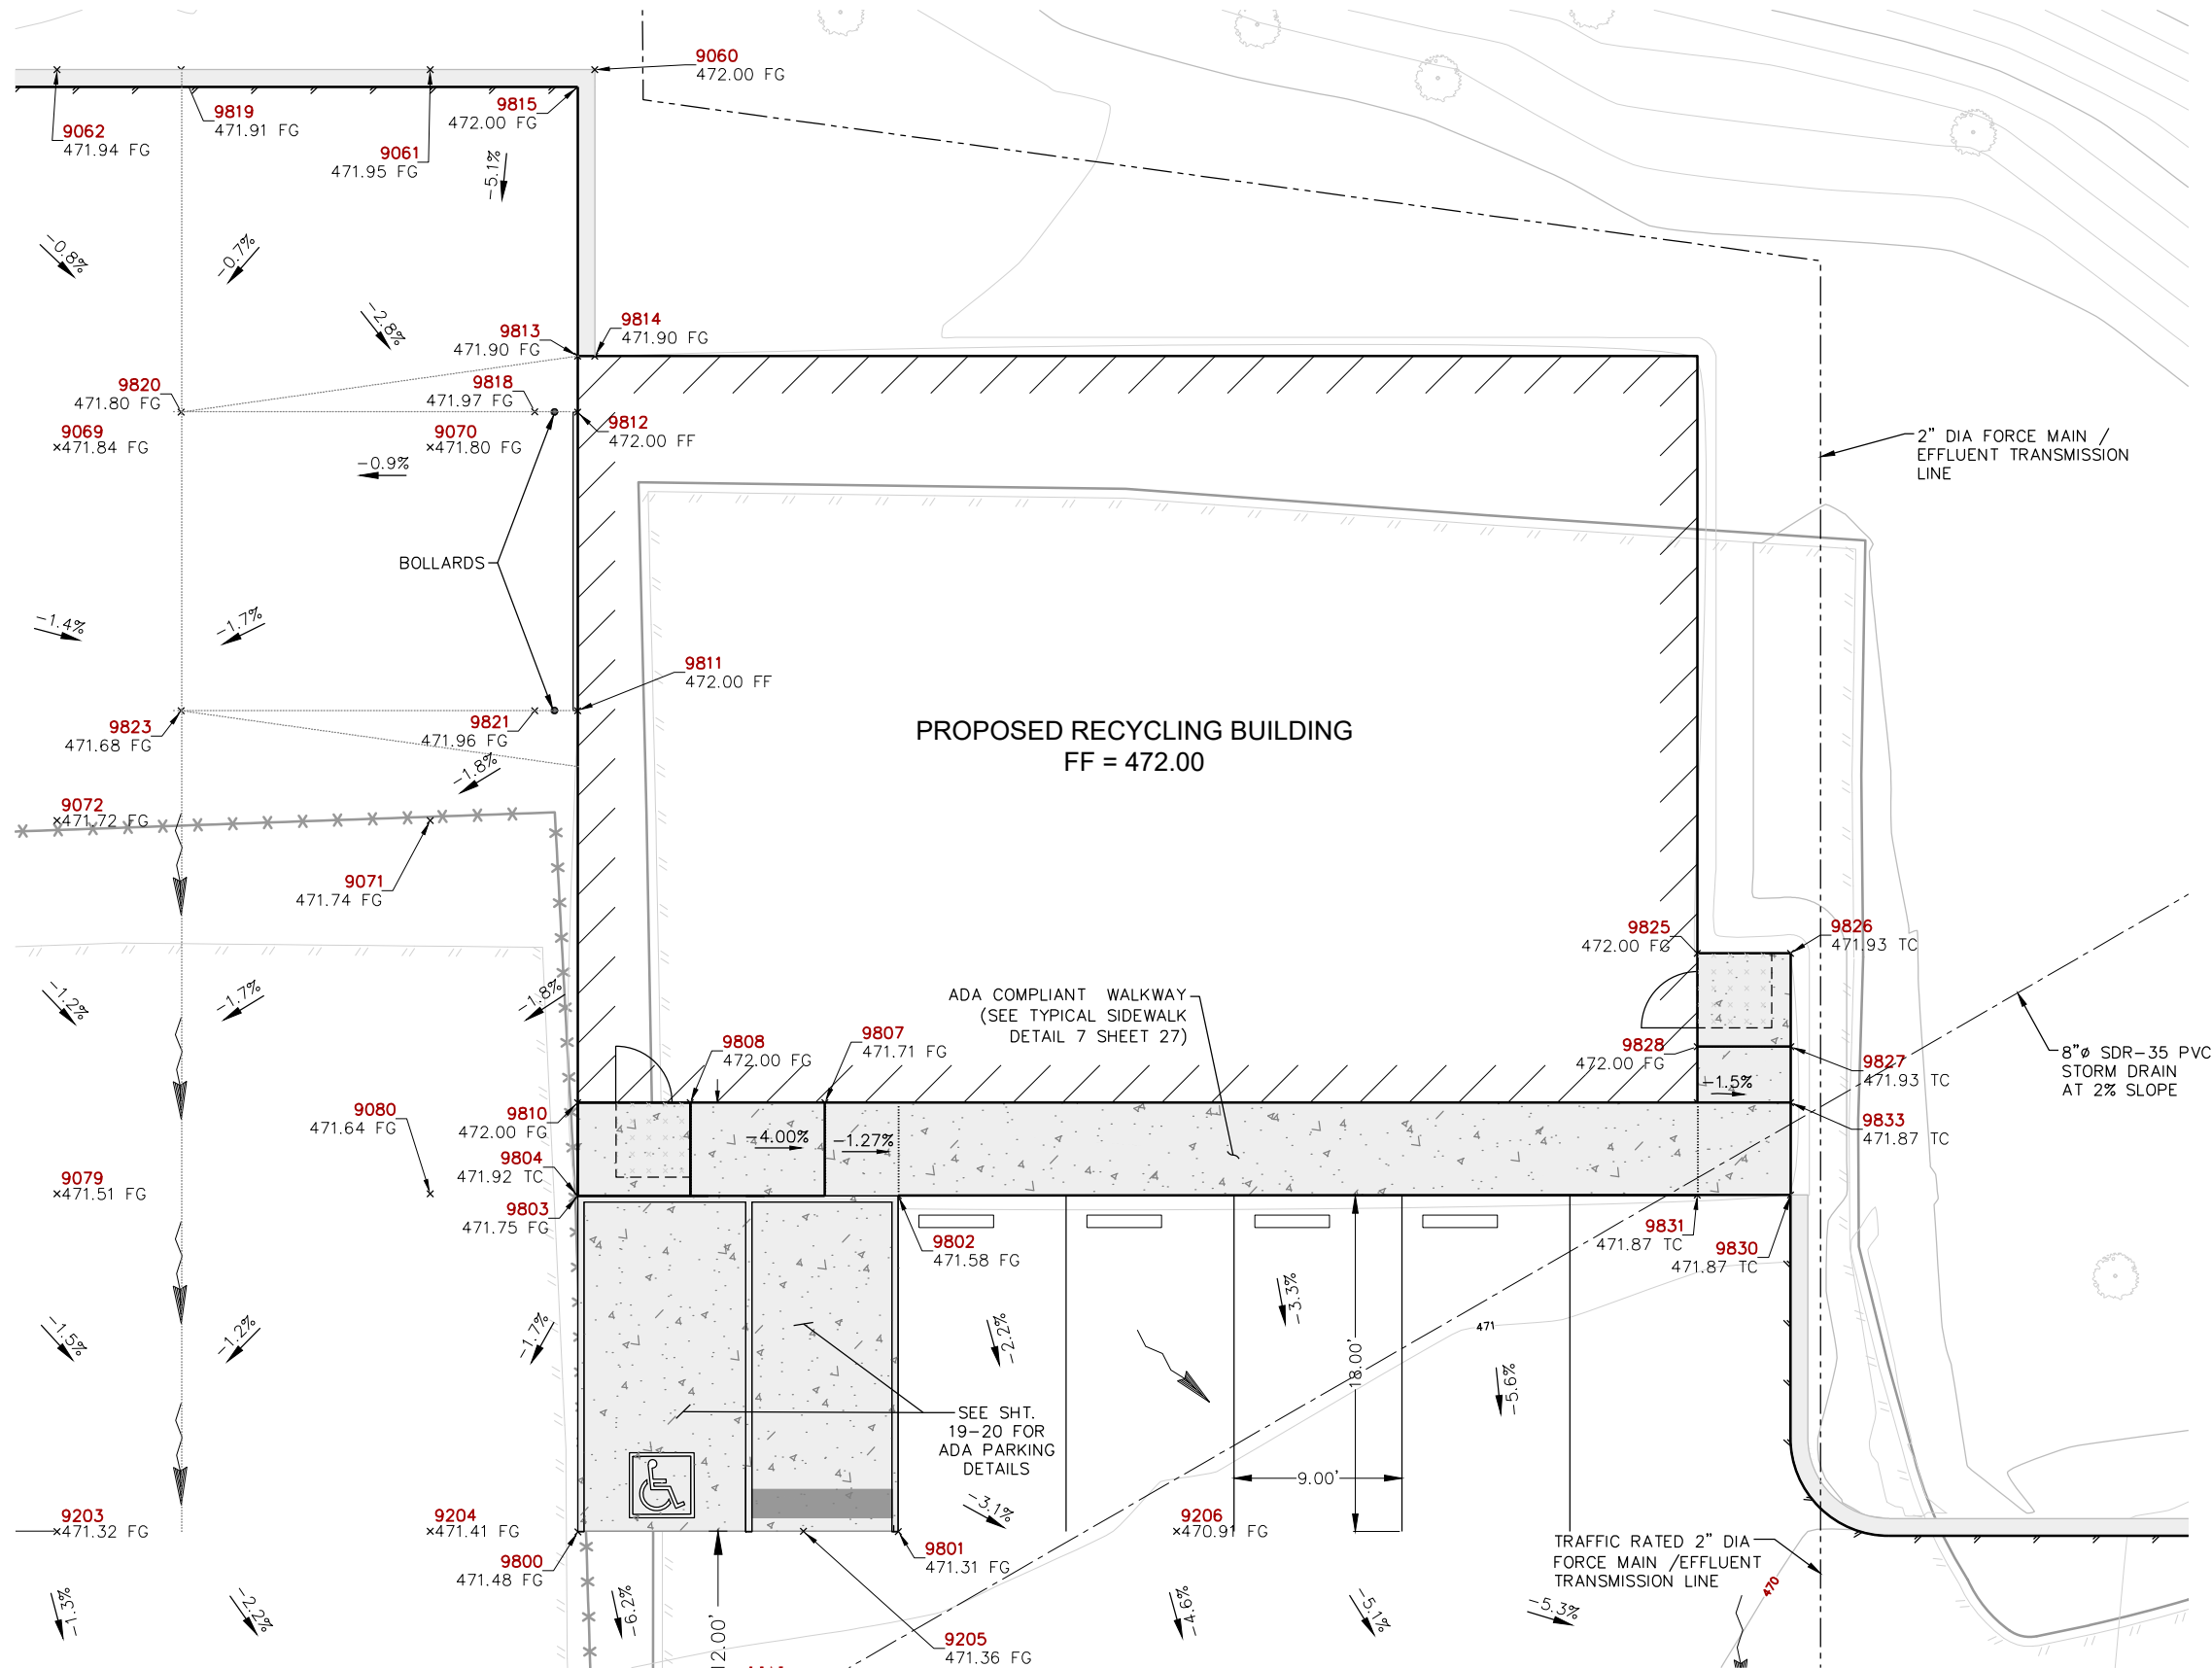 9060
472.00 FG
9062
471.94 FG
9819
471.91 FG
9815
472.00 FG
9061
471.95 FG
-5.1%
-0.8%
-0.7%
-2.8%
9813
471.90 FG
9814
471.90 FG
9820
471.80 FG
9818
471.97 FG
9812
472.00 FF
9069
471.84 FG
9070
471.80 FG
-0.9%
2" DIA FORCE MAIN /
EFFLUENT TRANSMISSION
LINE
BOLLARDS
-1.4%
-1.7%
9811
472.00 FF
9823
471.68 FG
9821
471.96 FG
-1.8%
PROPOSED RECYCLING BUILDING
FF = 472.00
9072
471.72 FG
9071
471.74 FG
9825
472.00 FG
9826
471.93 TC
-1.2%
-1.7%
-1.8%
ADA COMPLIANT WALKWAY
(SEE TYPICAL SIDEWALK
DETAIL 7 SHEET 27)
9808
472.00 FG
9807
471.71 FG
9828
472.00 FG
9827
471.93 TC
-1.5%
8"ø SDR-35 PVC
STORM DRAIN
AT 2% SLOPE
9080
471.64 FG
9810
472.00 FG
9804
471.92 TC
-4.00%
-1.27%
9833
471.87 TC
9079
471.51 FG
9803
471.75 FG
9802
471.58 FG
9831
471.87 TC
9830
471.87 TC
-1.5%
-1.2%
-1.7%
-2.2%
-3.3%
18.00'
471
-5.6%
SEE SHT.
19-20 FOR
ADA PARKING
DETAILS
9.00'
-3.1%
9203
471.32 FG
9204
471.41 FG
9206
470.91 FG
9800
471.48 FG
9801
471.31 FG
TRAFFIC RATED 2" DIA
FORCE MAIN /EFFLUENT
TRANSMISSION LINE
470
-1.3%
-2.2%
-6.2%
-4.6%
-5.1%
-5.3%
9205
471.36 FG